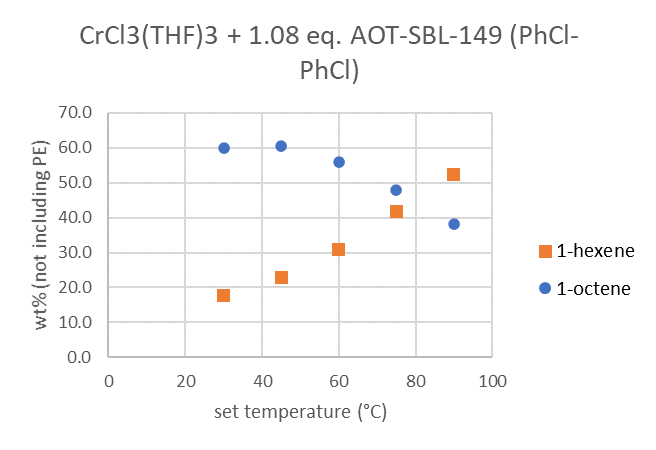 CrCl3(THF)3 + 1.08 eq. AOT-SBL-149 (PhCl-
PhCl)
wt% (not including PE)
70.0
60.0
50.0
40.0
30.0
20.0
10.0
0.0
0 20 40 60 80 100
set temperature (°C)
1-hexene
1-octene